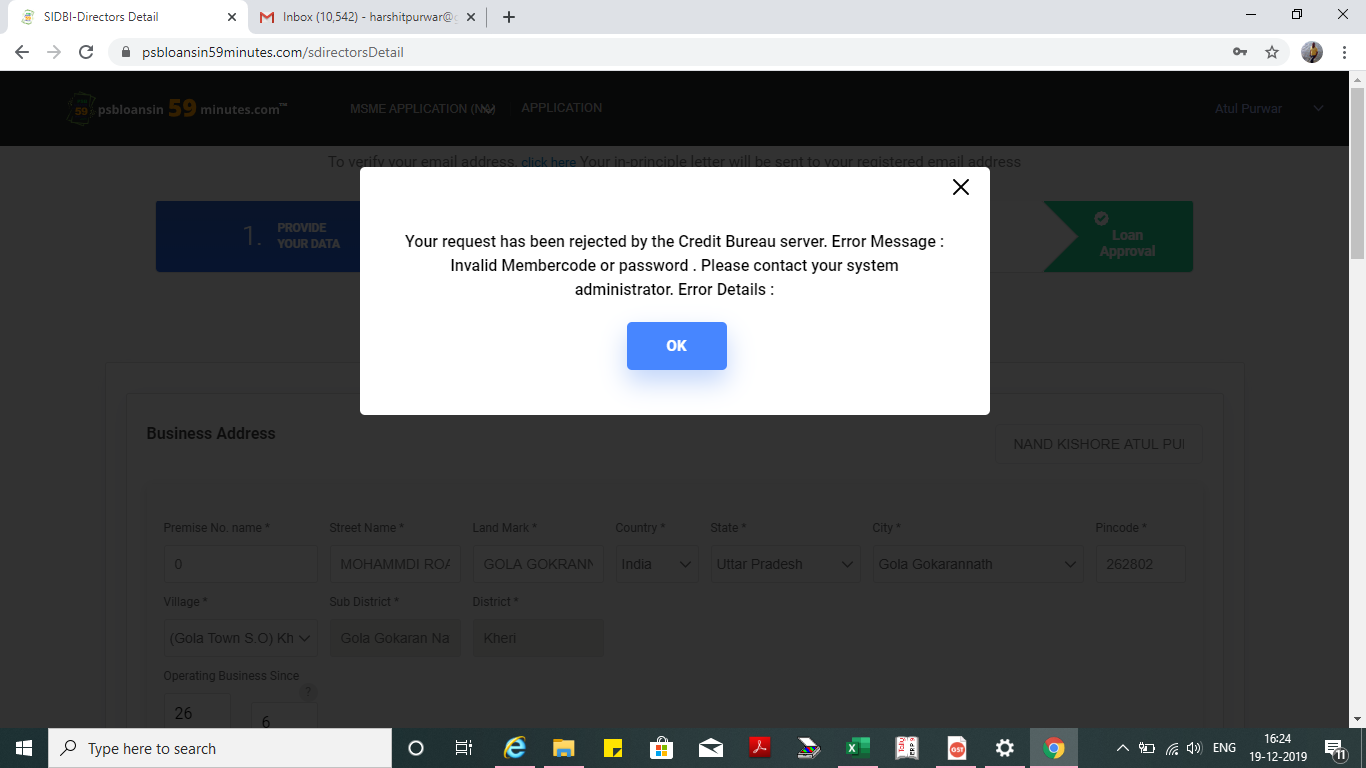 SIDBI-Directors Detail
Inbox (10,542) - harshitpurwar@g
psbloansin59minutes.com/sdirectorsDetail
59 psbloansin 59 minutes.com™
MSME APPLICATION
APPLICATION
Atul Purwar
To verify your email address, click here Your in-principle letter will be sent to your registered email address
1. PROVIDE
YOUR DATA
Loan
Approval
Your request has been rejected by the Credit Bureau server. Error Message :
Invalid Membercode or password . Please contact your system
administrator. Error Details :
OK
Business Address
NAND KISHORE ATUL PU
Premise No. name * Street Name * Land Mark * Country * State * City * Pincode *
0 MOHAMMDI ROA GOLA GOKRANN India Uttar Pradesh Gola Gokarannath 262802
Village * Sub District * District *
(Gola Town S.O) Kh Gola Gokaran Na Kheri
Operating Business Since
?
26 6
Type here to search
ENG
16:24
19-12-2019
11